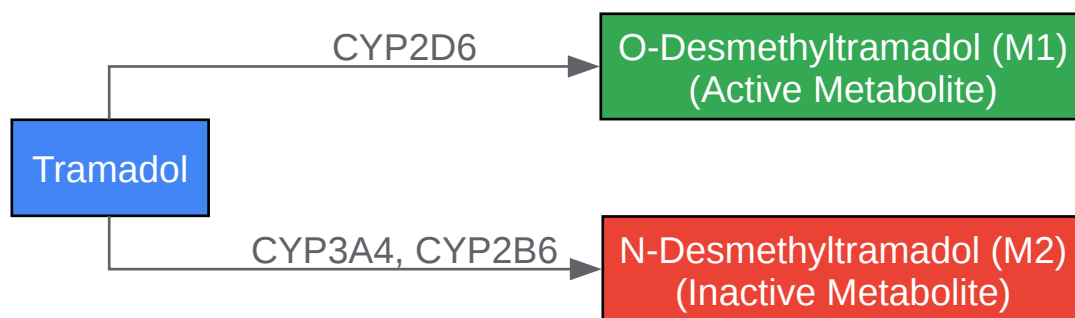 CYP2D6
O-Desmethyltramadol (M1)
(Active Metabolite)
Tramadol
CYP3A4, CYP2B6
N-Desmethyltramadol (M2)
(Inactive Metabolite)